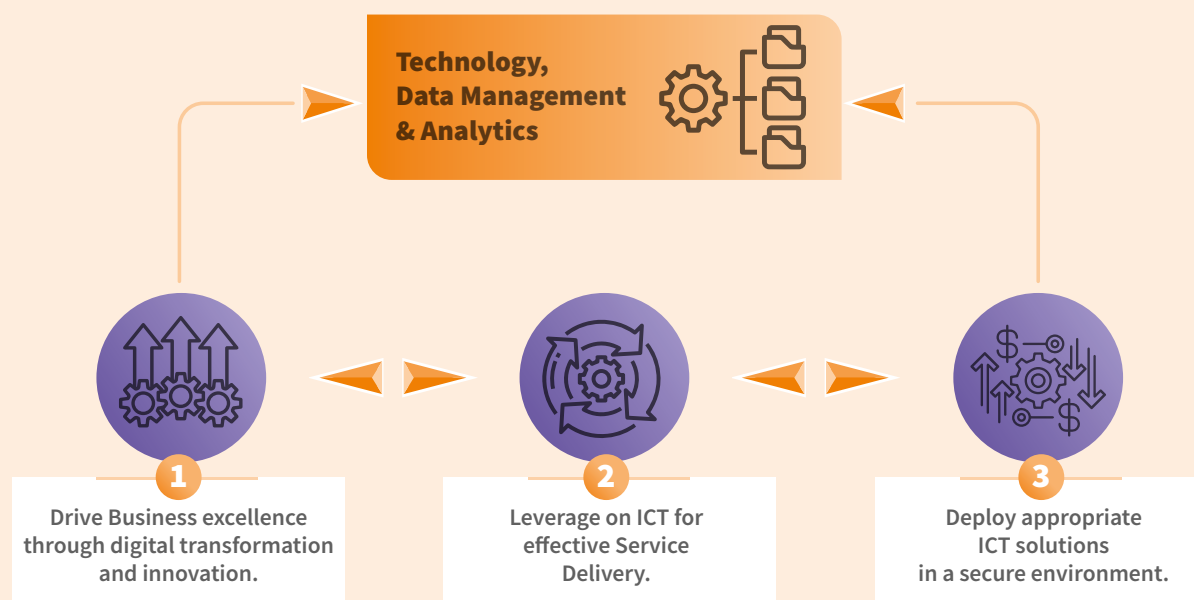 Technology,
Data Management
& Analytics
1
Drive Business excellence
through digital transformation
and innovation.
2
Leverage on ICT for
effective Service
Delivery.
$
$
3
Deploy appropriate
ICT solutions
in a secure environment.